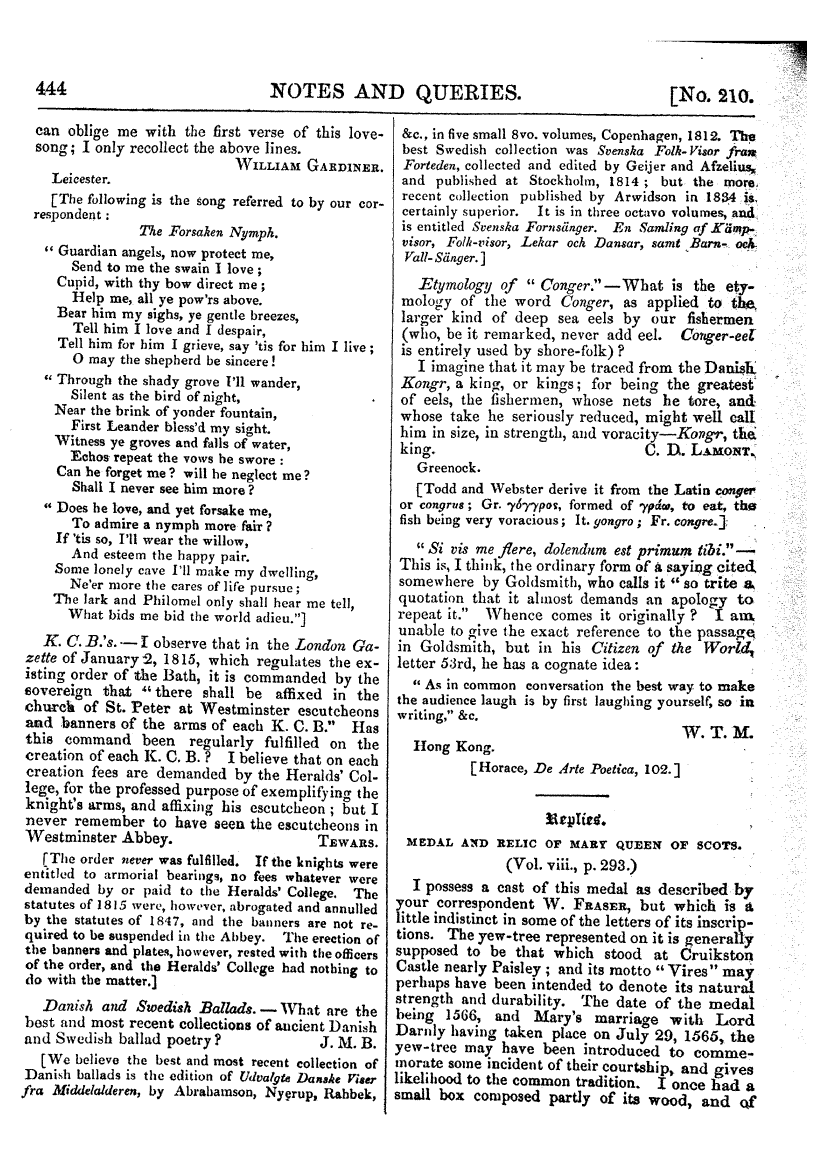 444 NOTES AND QUERIES. [No. 210.
can oblige me with the first verse of this love-
song; I only recollect the above lines.
WILLIAM GARDINER.
Leicester.
[The following is the song referred to by our cor-
respondent:
The Forsaken Nymph.
“ Guardian angels, now protect me,
Send to me the swain I love;
Cupid, with thy bow direct me;
Help me, all ye pow'rs above.
Bear him my sighs, ye gentle breezes,
Tell him I love and I despair,
Tell him for him I grieve, say 'tis for him I live;
O may the shepherd be sincere!
“ Through the shady grove I'll wander,
Silent as the bird of night,
Near the brink of yonder fountain,
First Leander bless'd my sight.
Witness ye groves and falls of water,
Echos repeat the vows he swore:
Can he forget me? will he neglect me?
Shall I never see him more?
“ Does he love, and yet forsake me,
To admire a nymph more fair?
If 'tis so, I'll wear the willow,
And esteem the happy pair.
Some lonely cave I'll make my dwelling,
Ne'er more the cares of life pursue;
The lark and Philomel only shall hear me tell,
What bids me bid the world adieu.”]
K. C. B.'s.—I observe that in the London Ga-
zette of January 2, 1815, which regulates the ex-
isting order of the Bath, it is commanded by the
sovereign that “there shall be affixed in the
church of St. Peter at Westminster escutcheons
and banners of the arms of each K. C. B.” Has
this command been regularly fulfilled on the
creation of each K. C. B.? I believe that on each
creation fees are demanded by the Heralds' Col-
lege, for the professed purpose of exemplifying the
knight's arms, and affixing his escutcheon; but I
never remember to have seen the escutcheons in
Westminster Abbey. TEWARS.
[The order never was fulfilled. If the knights were
entitled to armorial bearings, no fees whatever were
demanded by or paid to the Heralds' College. The
statutes of 1815 were, however, abrogated and annulled
by the statutes of 1847, and the banners are not re-
quired to be suspended in the Abbey. The erection of
the banners and plates, however, rested with the officers
of the order, and the Heralds' College had nothing to
do with the matter.]
Danish and Swedish Ballads.—What are the
best and most recent collections of ancient Danish
and Swedish ballad poetry? J. M. B.
[We believe the best and most recent collection of
Danish ballads is the edition of Udvalgte Danske Viser
fra Middelalderen, by Abrahamson, Nyerup, Rahbek,
&c., in five small 8vo. volumes, Copenhagen, 1812. The
best Swedish collection was Svenska Folk-Visor fran
Forteden, collected and edited by Geijer and Afzelius,
and published at Stockholm, 1814; but the more
recent collection published by Arwidson in 1834 is
certainly superior. It is in three octavo volumes, and
is entitled Svenska Fornsänger. En Samling af Kämp-
visor, Folk-visor, Lekar och Dansar, samt Barn- och
Vall-Sänger.]
Etymology of “ Conger.”—What is the ety-
mology of the word Conger, as applied to the
larger kind of deep sea eels by our fishermen
(who, be it remarked, never add eel. Conger-eel
is entirely used by shore-folk)?
I imagine that it may be traced from the Danish
Kongr, a king, or kings; for being the greatest
of eels, the fishermen, whose nets he tore, and
whose take he seriously reduced, might well call
him in size, in strength, and voracity—Kongr, the
king. C. D. LAMONT.
Greenock.
[Todd and Webster derive it from the Latin conger
or congrus; Gr. γόγγρος, formed of γράω, to eat, the
fish being very voracious; It. gongro; Fr. congre.]
“ Si vis me flere, dolendum est primum tibi.”—
This is, I think, the ordinary form of a saying cited
somewhere by Goldsmith, who calls it “so trite a
quotation that it almost demands an apology to
repeat it.” Whence comes it originally? I am
unable to give the exact reference to the passage
in Goldsmith, but in his Citizen of the World,
letter 53rd, he has a cognate idea:
“ As in common conversation the best way to make
the audience laugh is by first laughing yourself, so in
writing,” &c.
W. T. M.
Hong Kong.
[Horace, De Arte Poetica, 102.]
Replies.
MEDAL AND RELIC OF MARY QUEEN OF SCOTS.
(Vol. viii., p. 293.)
I possess a cast of this medal as described by
your correspondent W. FRASER, but which is a
little indistinct in some of the letters of its inscrip-
tions. The yew-tree represented on it is generally
supposed to be that which stood at Cruikston
Castle nearly Paisley; and its motto “Vires” may
perhaps have been intended to denote its natural
strength and durability. The date of the medal
being 1566, and Mary's marriage with Lord
Darnly having taken place on July 29, 1565, the
yew-tree may have been introduced to comme-
morate some incident of their courtship, and gives
likelihood to the common tradition. I once had a
small box composed partly of its wood, and of